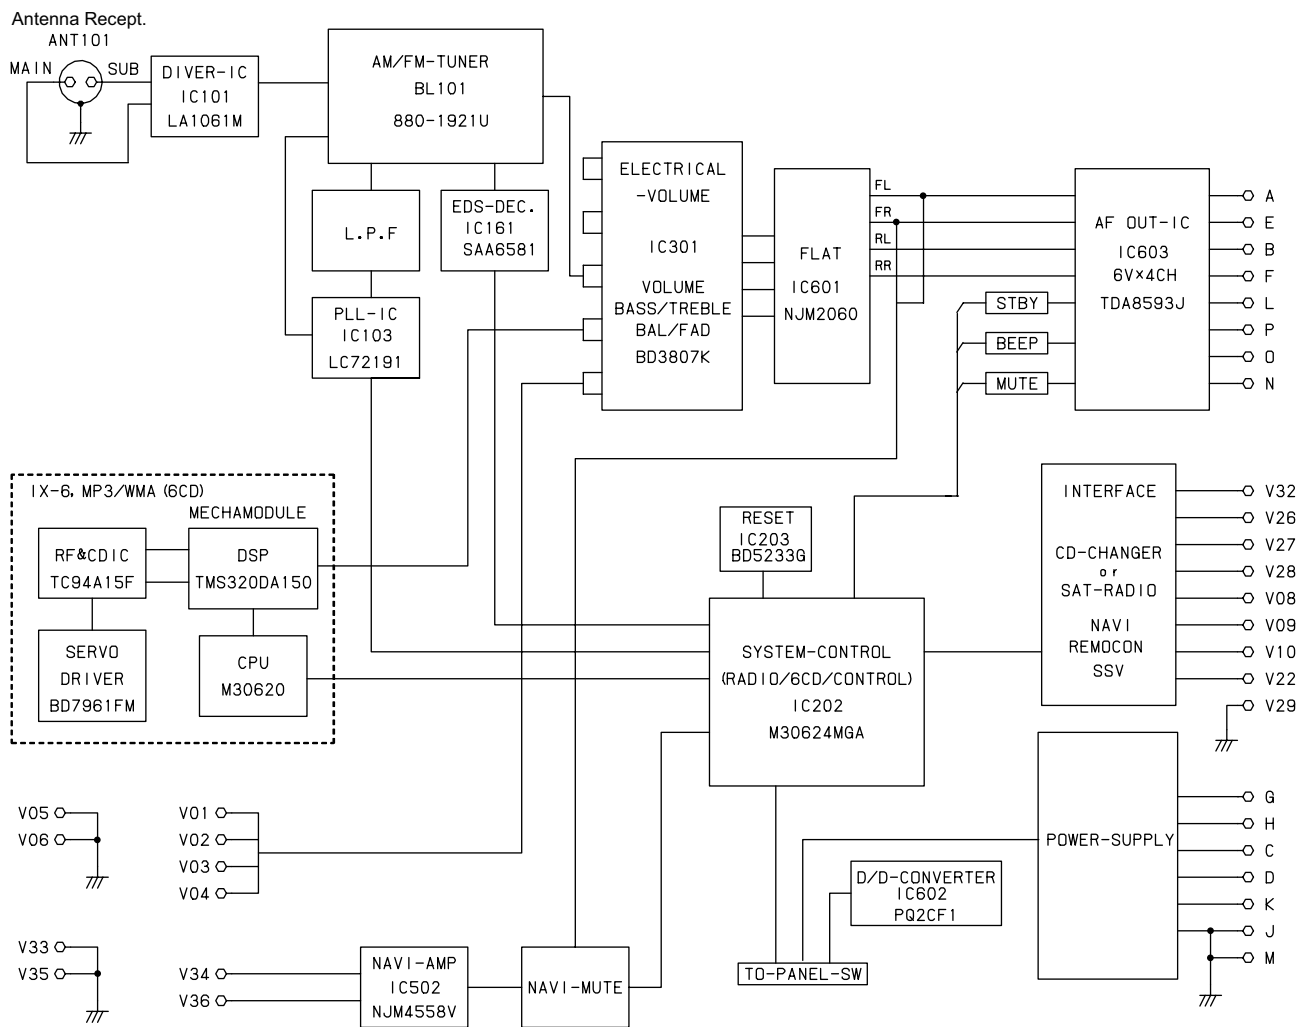 Antenna Recept.
ANT101
MAIN
SUB
DIVER-IC
IC101
LA1061M
AM/FM-TUNER
BL101
880-1921U
L.P.F
EDS-DEC.
IC161
SAA6581
PLL-IC
IC103
LC72191
ELECTRICAL
-VOLUME
IC301
VOLUME
BASS/TREBLE
BAL/FAD
BD3807K
FLAT
IC601
NJM2060
FL
FR
RL
RR
STBY
BEEP
MUTE
AF OUT-IC
IC603
6V×4CH
TDA8593J
A
E
B
F
L
P
O
N
IX-6, MP3/WMA (6CD)
MECHAMODULE
RF&CDIC
TC94A15F
DSP
TMS320DA150
SERVO
DRIVER
BD7961FM
CPU
M30620
RESET
IC203
BD5233G
SYSTEM-CONTROL
(RADIO/6CD/CONTROL)
IC202
M30624MGA
INTERFACE
CD-CHANGER
or
SAT-RADIO
NAVI
REMOCON
SSV
V32
V26
V27
V28
V08
V09
V10
V22
V29
V05
V06
V01
V02
V03
V04
POWER-SUPPLY
G
H
C
D
K
J
M
D/D-CONVERTER
IC602
PQ2CF1
TO-PANEL-SW
V33
V35
V34
V36
NAVI-AMP
IC502
NJM4558V
NAVI-MUTE